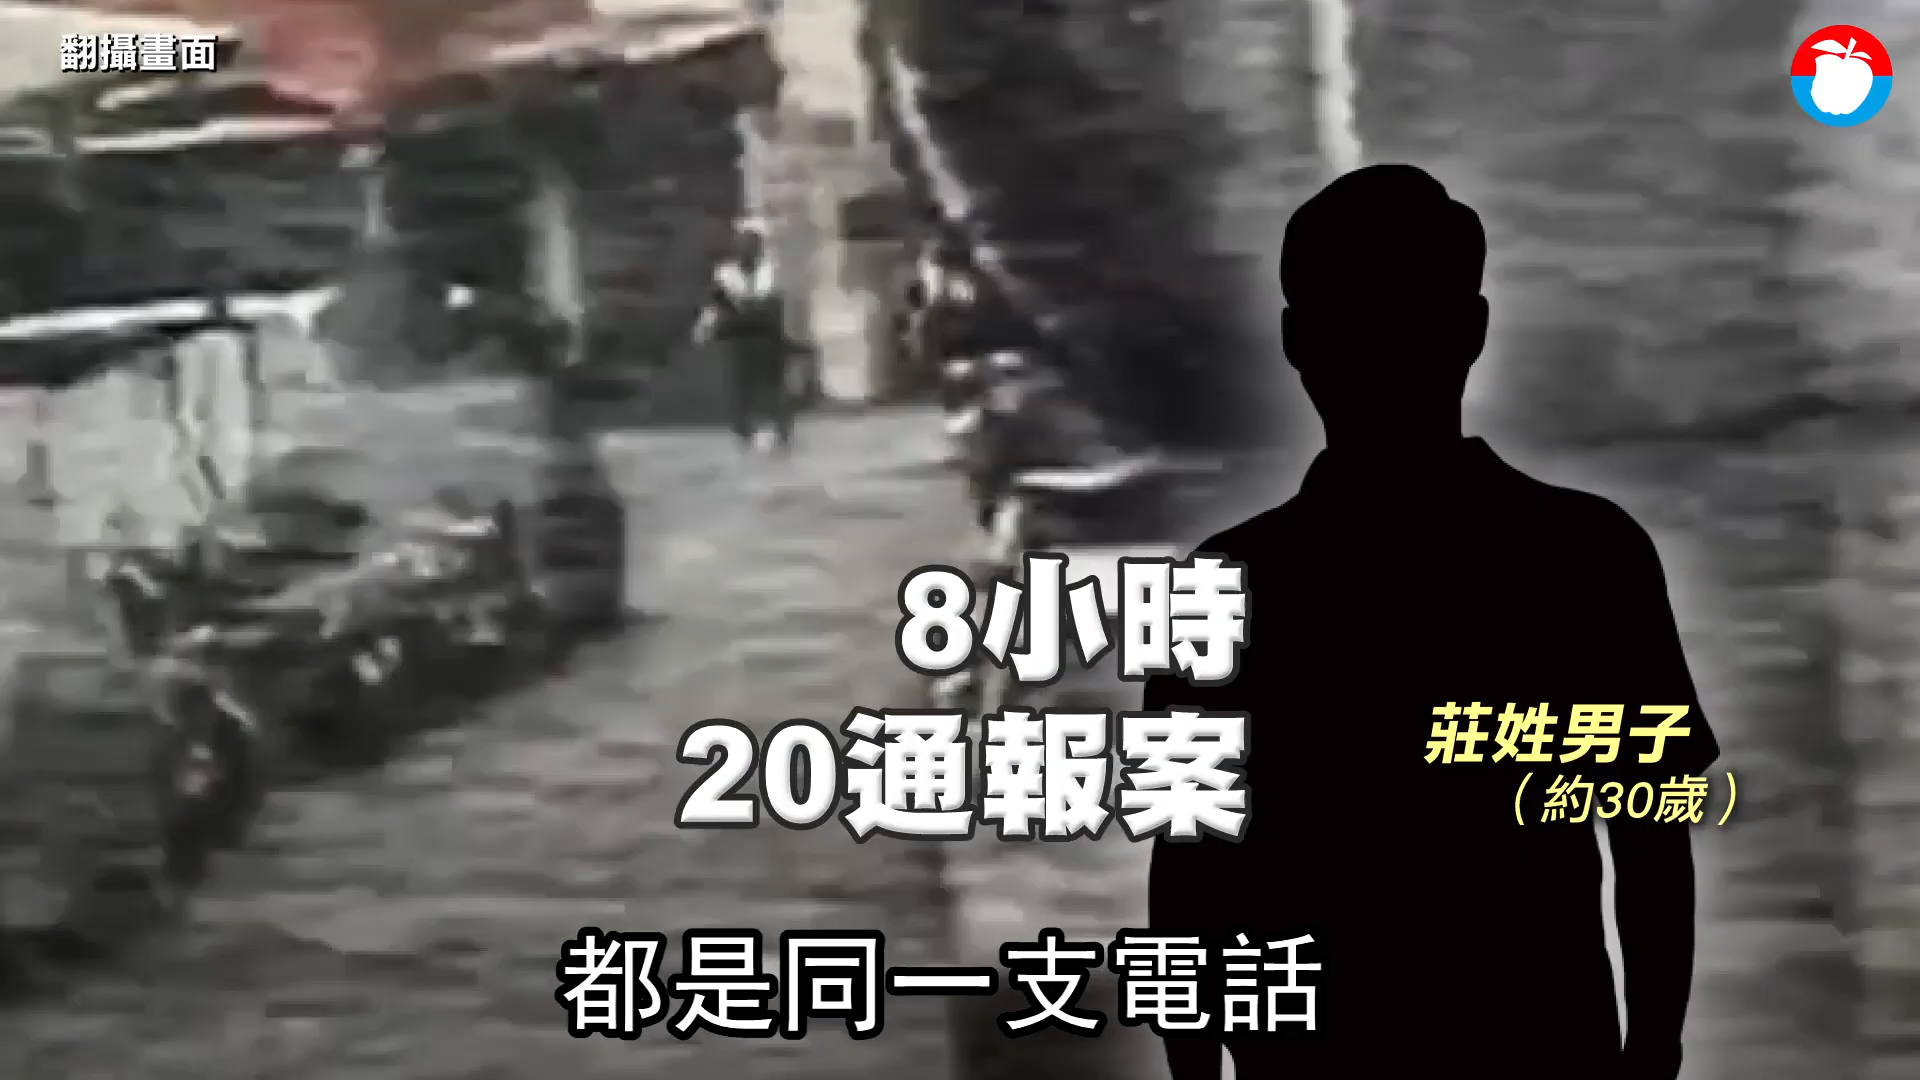 翻攝畫面
8小時
20通報案
莊姓男子
（約30歲）
都是同一支電話